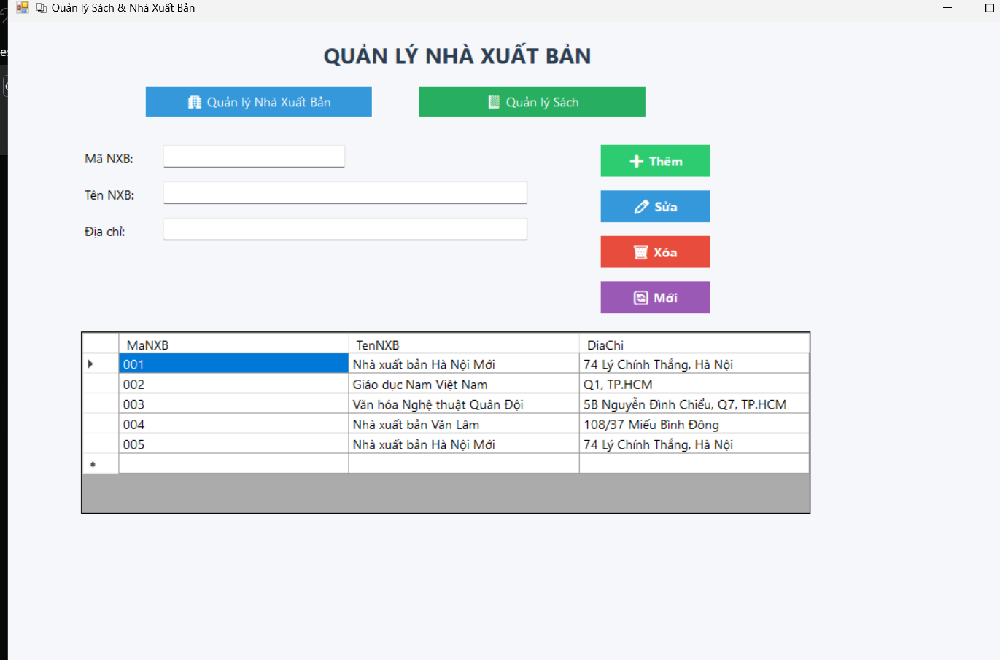 Quản lý Sách & Nhà Xuất Bản
QUẢN LÝ NHÀ XUẤT BẢN
Quản lý Nhà Xuất Bản
Quản lý Sách
Mã NXB:
Thêm
Tên NXB:
Sửa
Địa chỉ:
Xóa
Mới
MaNXB TenNXB DiaChi
001 Nhà xuất bản Hà Nội Mới 74 Lý Chính Thắng, Hà Nội
002 Giáo dục Nam Việt Nam Q1, TP.HCM
003 Văn hóa Nghệ thuật Quân Đội 5B Nguyễn Đình Chiểu, Q7, TP.HCM
004 Nhà xuất bản Văn Lâm 108/37 Miếu Bình Đông
005 Nhà xuất bản Hà Nội Mới 74 Lý Chính Thắng, Hà Nội